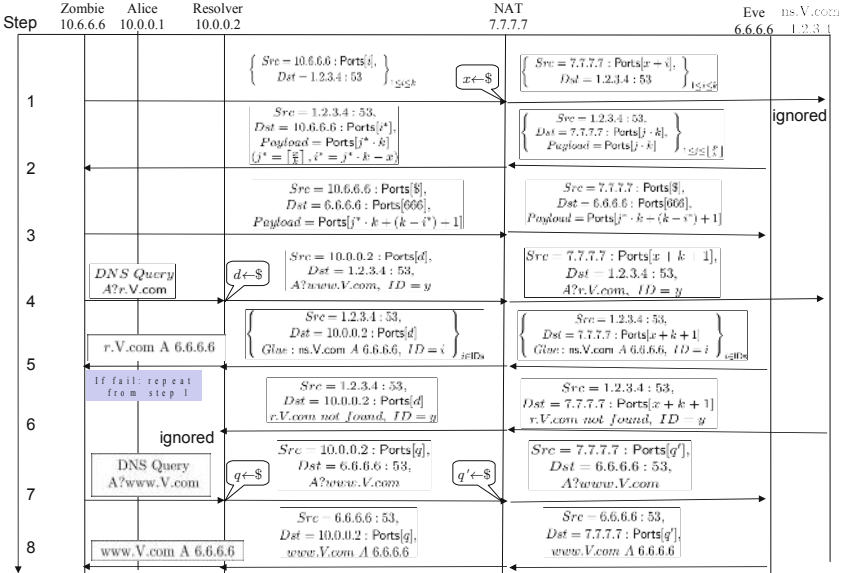 Step
Zombie
10.6.6.6
Alice
10.0.0.1
Resolver
10.0.0.2
NAT
7.7.7.7
Eve
6.6.6.6
ns.V.com
1.2.3.4
1
{ Src = 10.6.6.6 : Ports[i],
Dst = 1.2.3.4 : 53 } 1≤i≤k
x←$
{ Src = 7.7.7.7 : Ports[x + i],
Dst = 1.2.3.4 : 53 } 1≤i≤k
ignored
2
Src = 1.2.3.4 : 53,
Dst = 10.6.6.6 : Ports[i*],
Payload = Ports[j* · k]
(j* = ⌈x/k⌉, i* = j* · k − x)
{ Src = 1.2.3.4 : 53,
Dst = 7.7.7.7 : Ports[j · k],
Payload = Ports[j · k] }
3
Src = 10.6.6.6 : Ports[$],
Dst = 6.6.6.6 : Ports[666],
Payload = Ports[j* · k + (k − i*) + 1]
Src = 7.7.7.7 : Ports[$],
Dst = 6.6.6.6 : Ports[666],
Payload = Ports[j* · k + (k − i*) + 1]
4
DNS Query
A?r.V.com
d←$
Src = 10.0.0.2 : Ports[d],
Dst = 1.2.3.4 : 53,
A?www.V.com, ID = y
Src = 7.7.7.7 : Ports[x + k + 1],
Dst = 1.2.3.4 : 53,
A?r.V.com, ID = y
5
r.V.com A 6.6.6.6
{ Src = 1.2.3.4 : 53,
Dst = 10.0.0.2 : Ports[d]
Glue : ns.V.com A 6.6.6.6, ID = i } i∈IDs
{ Src = 1.2.3.4 : 53,
Dst = 7.7.7.7 : Ports[x + k + 1]
Glue : ns.V.com A 6.6.6.6, ID = i } i∈IDs
If fail: repeat
from step 1
6
ignored
Src = 1.2.3.4 : 53,
Dst = 10.0.0.2 : Ports[d]
r.V.com not found, ID = y
Src = 1.2.3.4 : 53,
Dst = 7.7.7.7 : Ports[x + k + 1]
r.V.com not found, ID = y
7
DNS Query
A?www.V.com
q←$
Src = 10.0.0.2 : Ports[q],
Dst = 6.6.6.6 : 53,
A?www.V.com
q'←$
Src = 7.7.7.7 : Ports[q'],
Dst = 6.6.6.6 : 53,
A?www.V.com
8
www.V.com A 6.6.6.6
Src = 6.6.6.6 : 53,
Dst = 10.0.0.2 : Ports[q],
www.V.com A 6.6.6.6
Src = 6.6.6.6 : 53,
Dst = 7.7.7.7 : Ports[q'],
www.V.com A 6.6.6.6